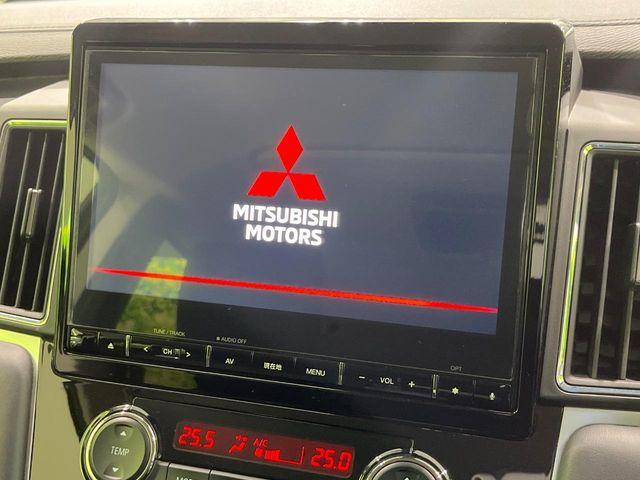 MITSUBISHI
MOTORS
TUNE / TRACK
AUDIO OFF
OPT
< CH >
AV
現在地
MENU
− VOL +
25.5
A/C
25.0
TEMP